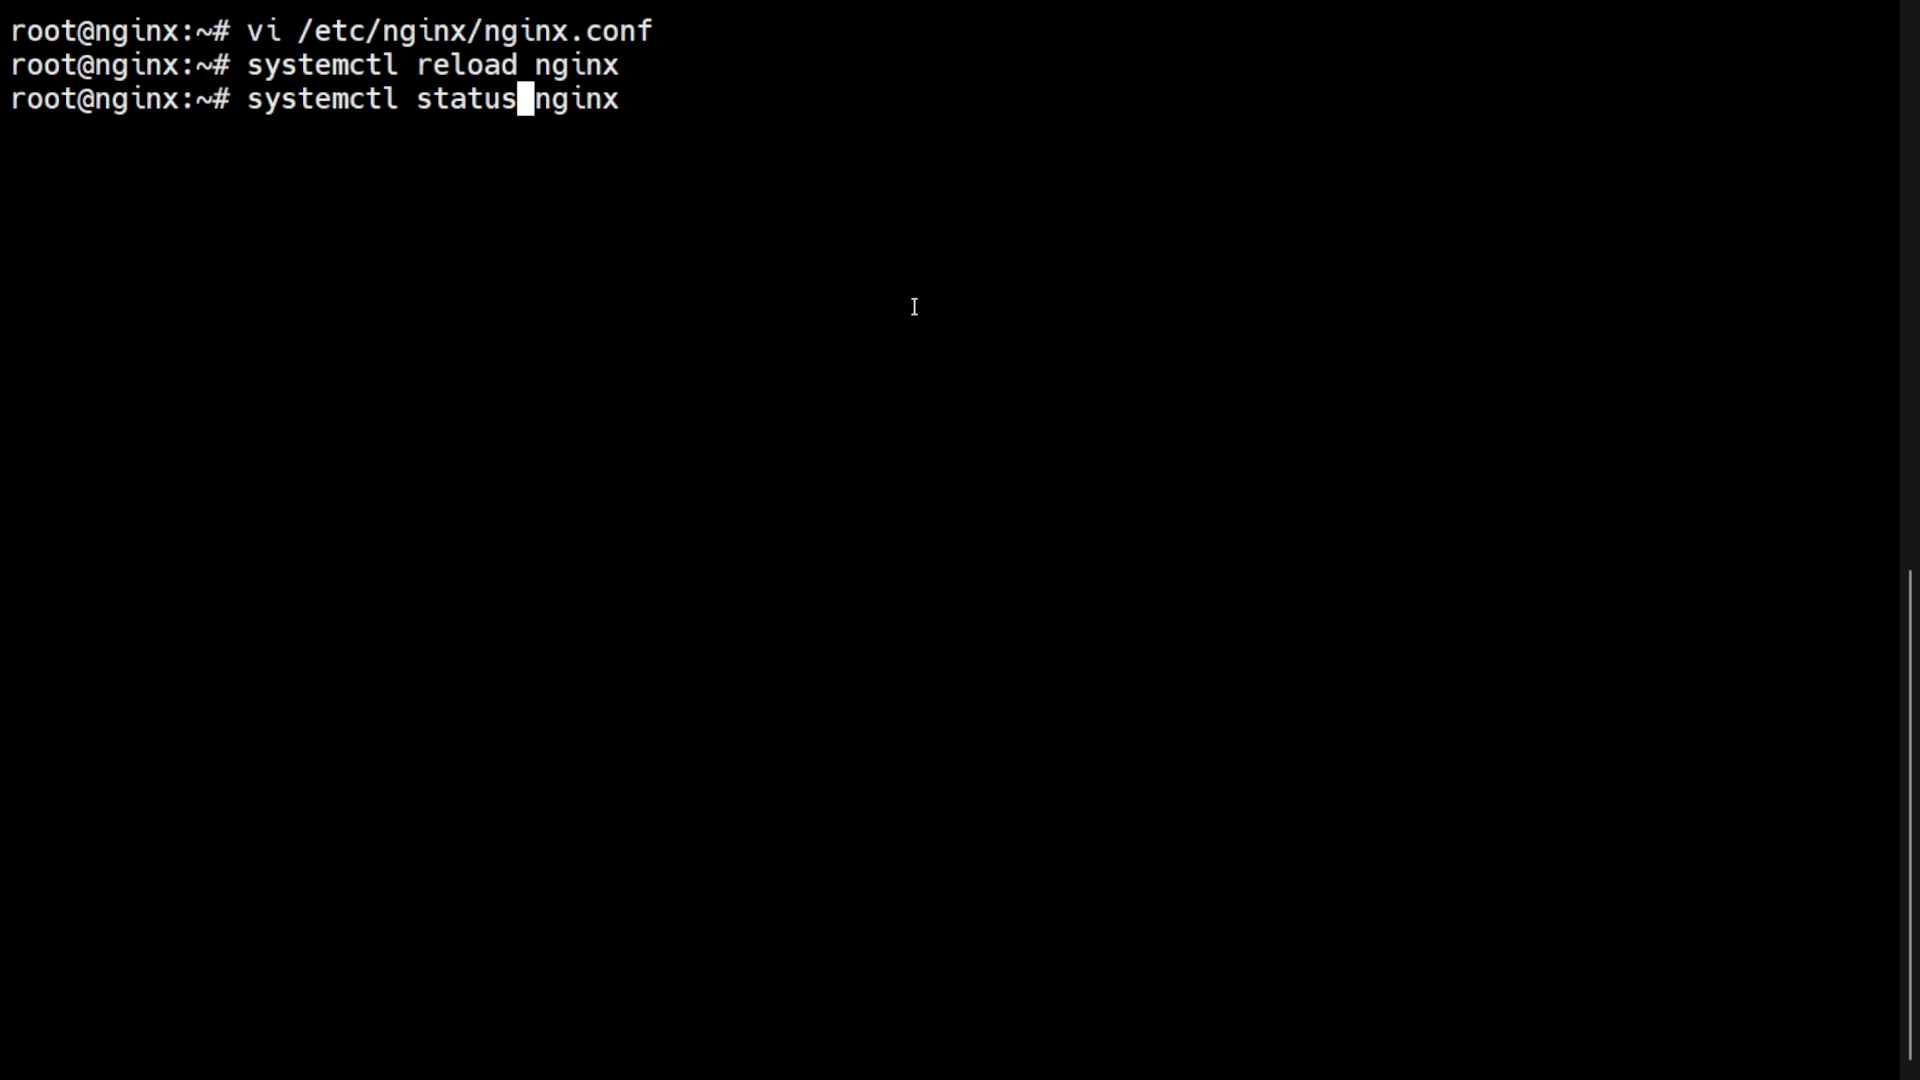 root@nginx:~# vi /etc/nginx/nginx.conf
root@nginx:~# systemctl reload nginx
root@nginx:~# systemctl status nginx